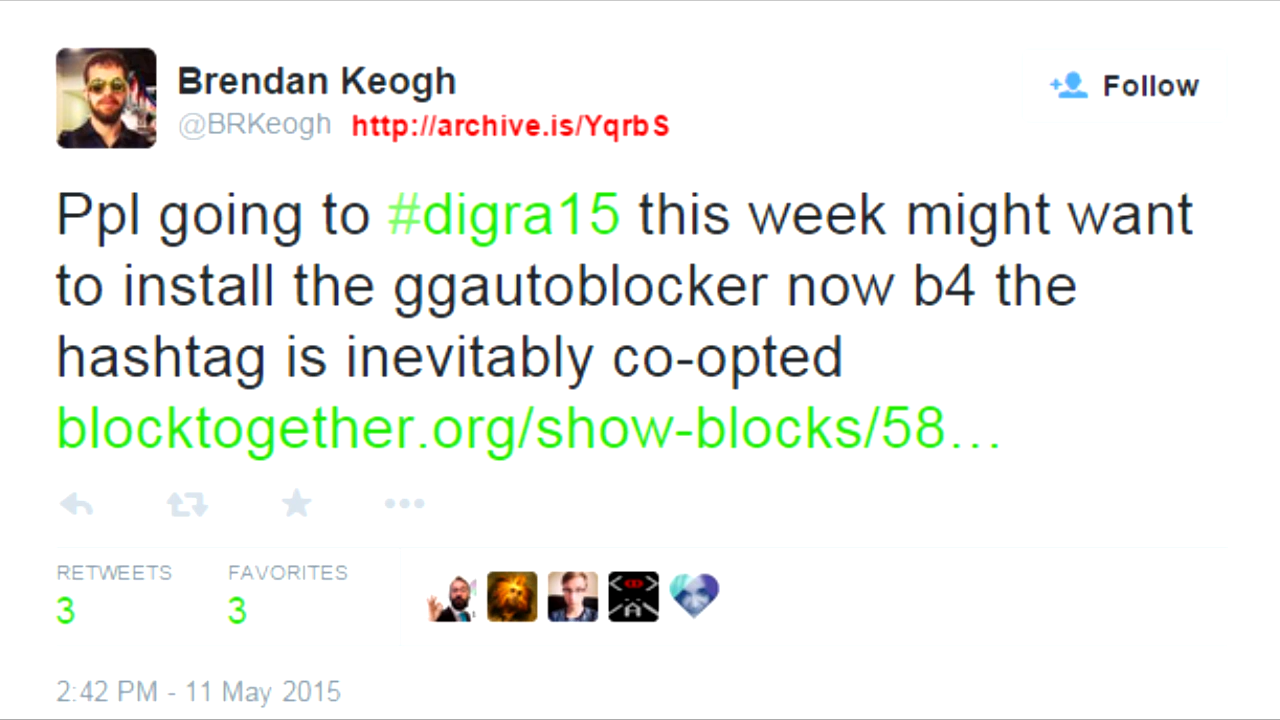 Brendan Keogh
Follow
@BRKeogh http://archive.is/YqrbS
Ppl going to #digra15 this week might want
to install the ggautoblocker now b4 the
hashtag is inevitably co-opted
blocktogether.org/show-blocks/58…
RETWEETS FAVORITES
3 3
2:42 PM - 11 May 2015